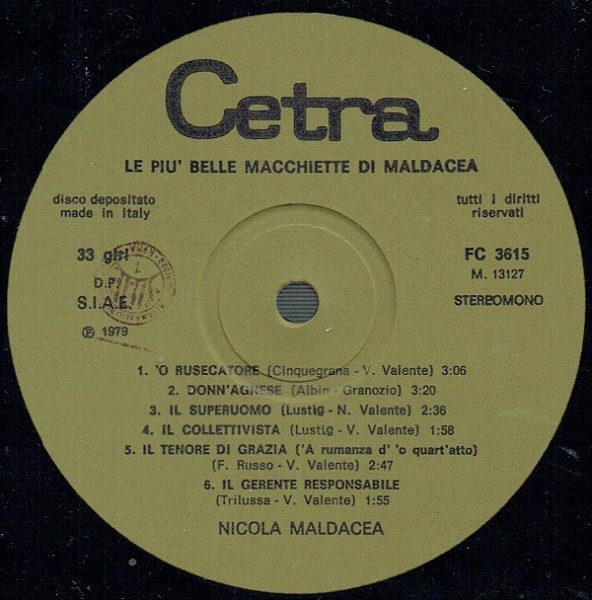 Cetra
LE PIU' BELLE MACCHIETTE DI MALDACEA
disco depositato
made in Italy
tutti i diritti
riservati
33 giri
D.P.
S.I.A.E.
℗ 1979
FC 3615
M. 13127
STEREOMONO
1. 'O RUSECATORE (Cinquegrana - V. Valente) 3:06
2. DONN'AGNESE (Albin - Granozio) 3:20
3. IL SUPERUOMO (Lustig - N. Valente) 2:36
4. IL COLLETTIVISTA (Lustig - V. Valente) 1:58
5. IL TENORE DI GRAZIA ('A rumanza d' 'o quart'atto)
(F. Russo - V. Valente) 2:47
6. IL GERENTE RESPONSABILE
(Trilussa - V. Valente) 1:55
NICOLA MALDACEA